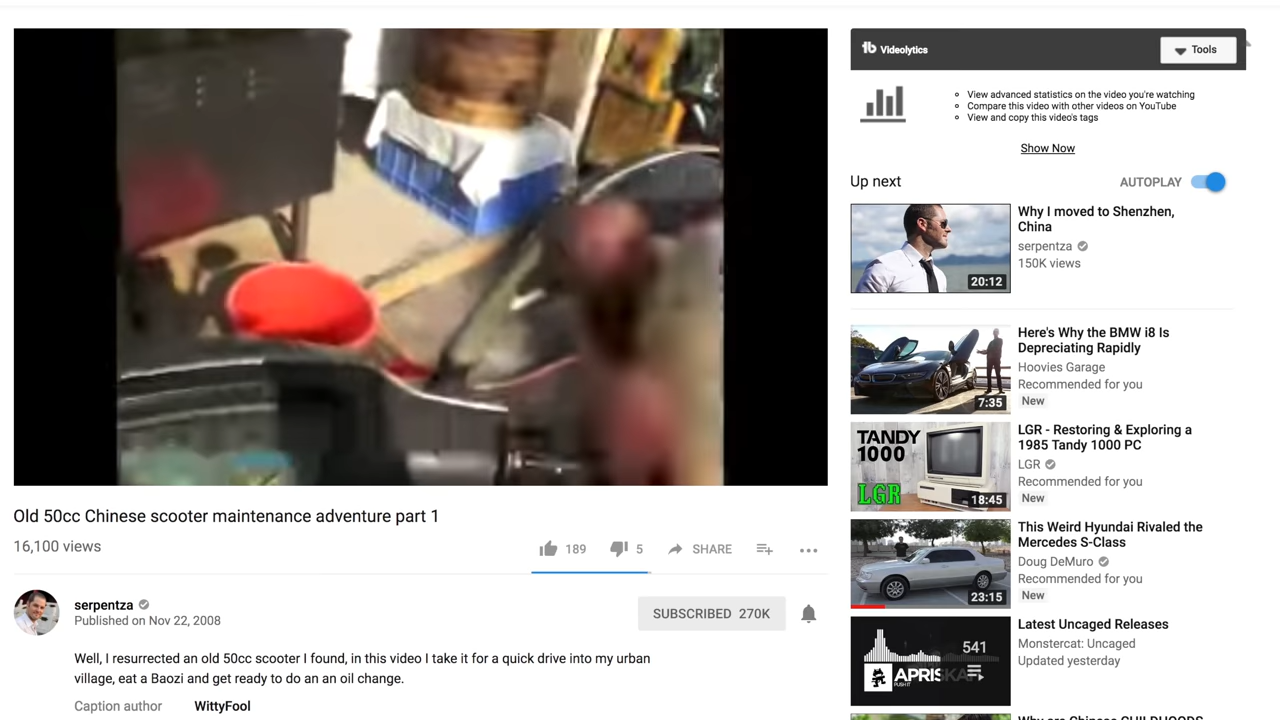 Old 50cc Chinese scooter maintenance adventure part 1
16,100 views
189
5
SHARE
serpentza
Published on Nov 22, 2008
SUBSCRIBED 270K
Well, I resurrected an old 50cc scooter I found, in this video I take it for a quick drive into my urban
village, eat a Baozi and get ready to do an an oil change.
Caption author WittyFool
Videolytics
Tools
View advanced statistics on the video you're watching
Compare this video with other videos on YouTube
View and copy this video's tags
Show Now
Up next
AUTOPLAY
20:12
Why I moved to Shenzhen,
China
serpentza
150K views
7:35
Here's Why the BMW i8 Is
Depreciating Rapidly
Hoovies Garage
Recommended for you
New
TANDY
1000
LGR
18:45
LGR - Restoring & Exploring a
1985 Tandy 1000 PC
LGR
Recommended for you
New
23:15
This Weird Hyundai Rivaled the
Mercedes S-Class
Doug DeMuro
Recommended for you
New
541
Latest Uncaged Releases
Monstercat: Uncaged
Updated yesterday